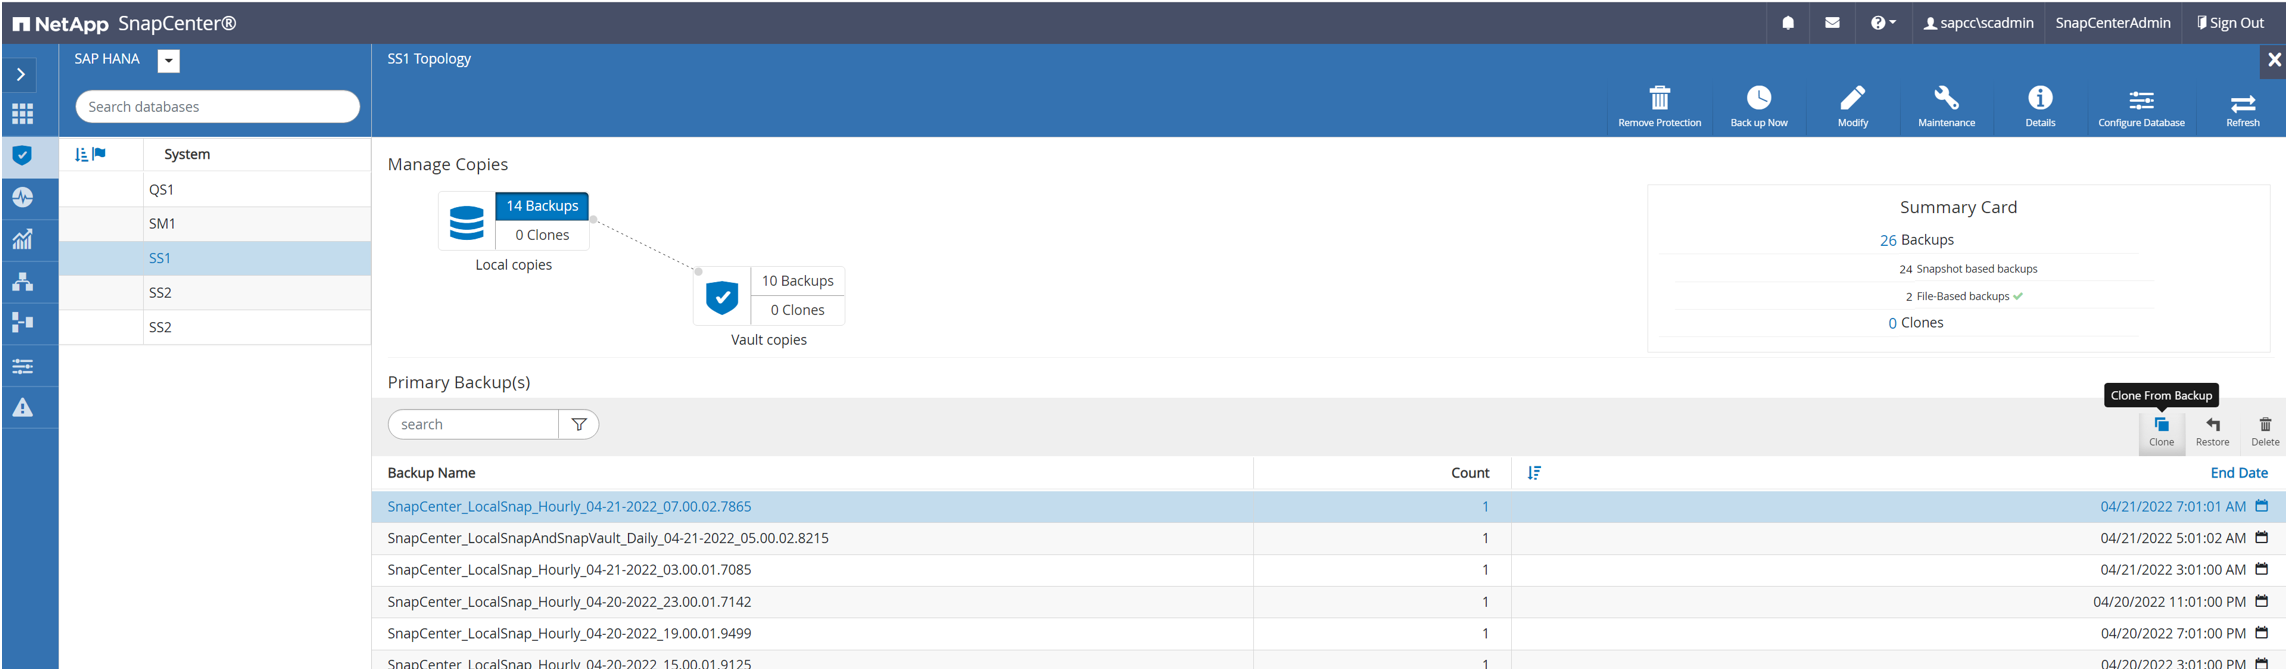 NetApp SnapCenter®
sapcc\scadmin SnapCenterAdmin Sign Out
SAP HANA
SS1 Topology
Search databases
Remove Protection Back up Now Modify Maintenance Details Configure Database Refresh
System
QS1
SM1
SS1
SS2
SS2
Manage Copies
14 Backups
0 Clones
Local copies
10 Backups
0 Clones
Vault copies
Summary Card
26 Backups
24 Snapshot based backups
2 File-Based backups
0 Clones
Primary Backup(s)
Clone From Backup
search
Clone Restore Delete
Backup Name Count End Date
SnapCenter_LocalSnap_Hourly_04-21-2022_07.00.02.7865 1 04/21/2022 7:01:01 AM
SnapCenter_LocalSnapAndSnapVault_Daily_04-21-2022_05.00.02.8215 1 04/21/2022 5:01:02 AM
SnapCenter_LocalSnap_Hourly_04-21-2022_03.00.01.7085 1 04/21/2022 3:01:00 AM
SnapCenter_LocalSnap_Hourly_04-20-2022_23.00.01.7142 1 04/20/2022 11:01:00 PM
SnapCenter_LocalSnap_Hourly_04-20-2022_19.00.01.9499 1 04/20/2022 7:01:00 PM
SnapCenter_LocalSnap_Hourly_04-20-2022_15.00.01.9125 1 04/20/2022 3:01:00 PM